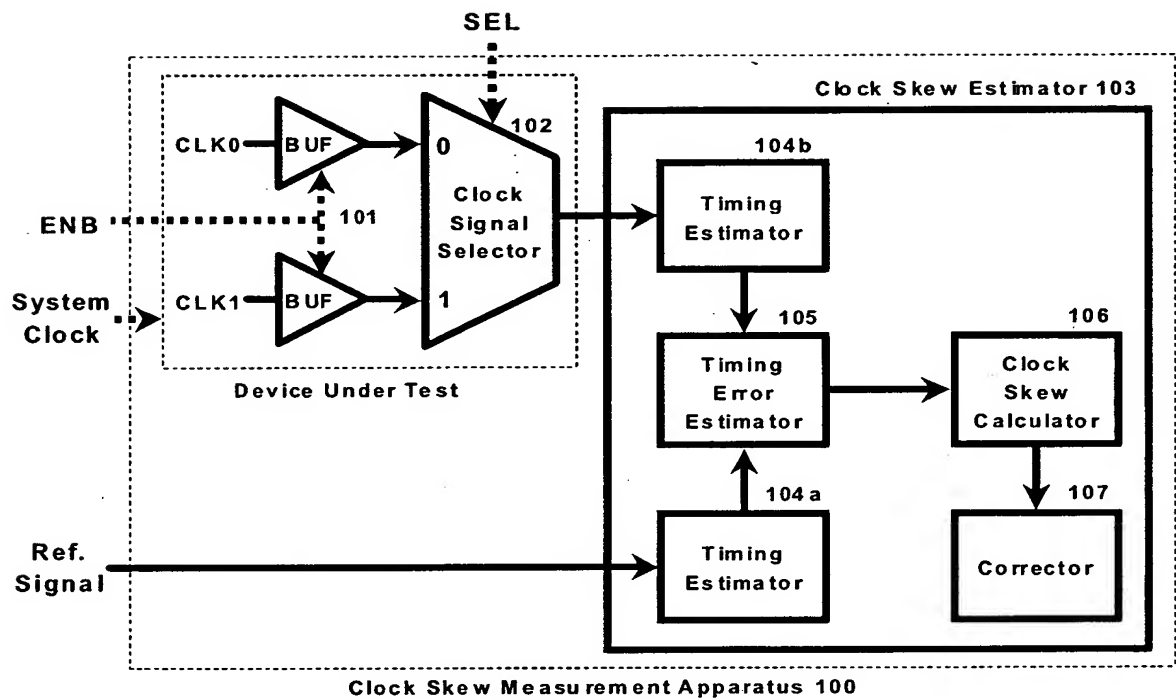 SEL
Clock Skew Estimator 103
CLK0
BUF
0
102
104b
ENB
101
Clock
Signal
Selector
Timing
Estimator
System
Clock
CLK1
BUF
1
105
106
Device Under Test
Timing
Error
Estimator
Clock
Skew
Calculator
104a
107
Ref.
Signal
Timing
Estimator
Corrector
Clock Skew Measurement Apparatus 100